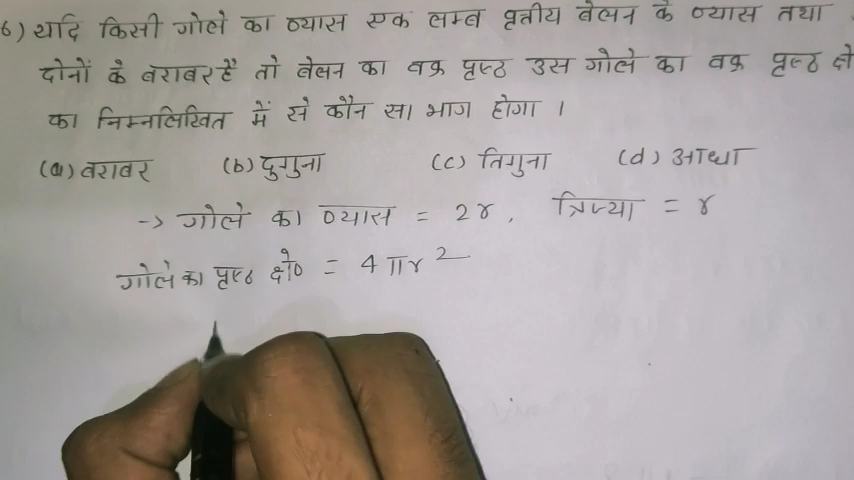 6) यदि किसी गोले का व्यास एक लम्ब वृतीय बेलन के व्यास तथा
दोनों के बराबर हैं तो बेलन का वक्र पृष्ठ उस गोले का वक्र पृष्ठ क्षे
का निम्नलिखित में से कौन सा भाग होगा ।
(a) बराबर (b) दुगुना (c) तिगुना (d) आधा
-> गोले का व्यास = 2r, त्रिज्या = r
गोले का पृष्ठ क्षे० = 4πr²